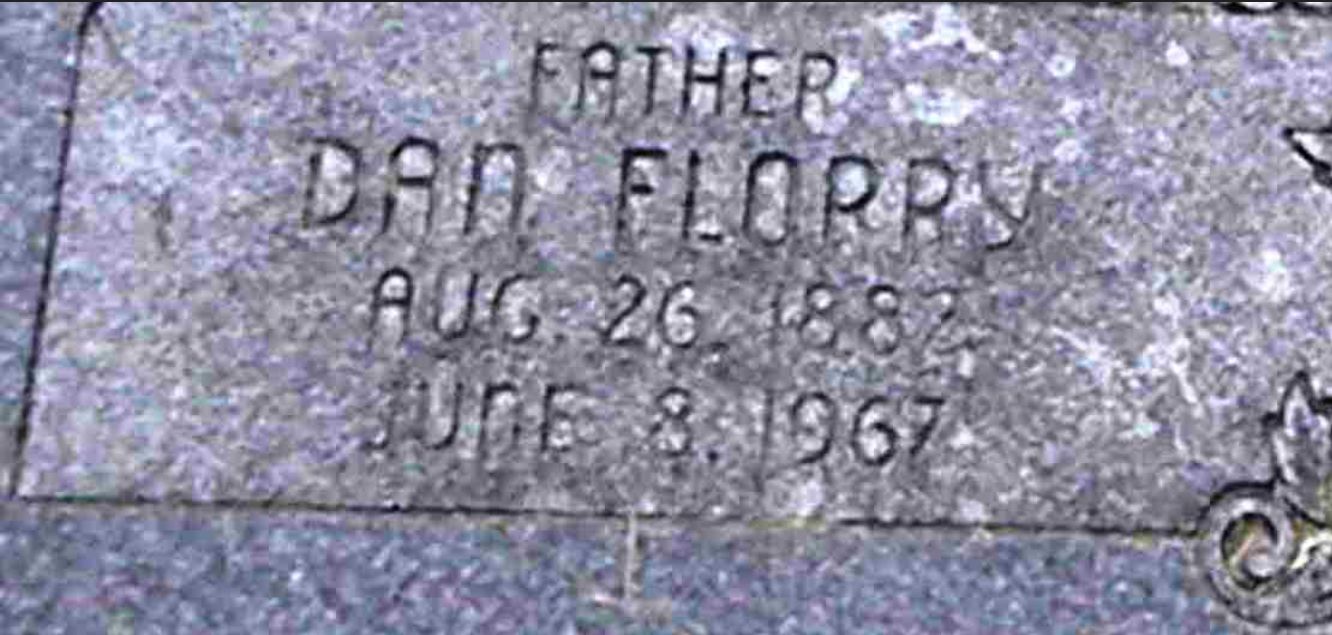 FATHER
DAN FLORRY
AUG. 26, 1882
JUNE 8, 1967